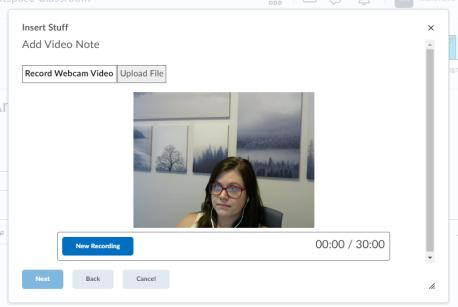 Insert Stuff
Add Video Note
Record Webcam Video Upload File
New Recording 00:00 / 30:00
Next Back Cancel